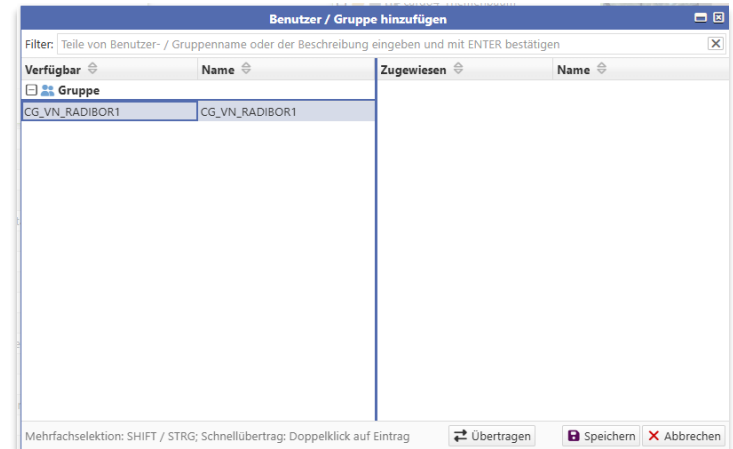 Benutzer / Gruppe hinzufügen
Filter: Teile von Benutzer- / Gruppenname oder der Beschreibung eingeben und mit ENTER bestätigen
Verfügbar Name Zugewiesen Name
Gruppe
CG_VN_RADIBOR1 CG_VN_RADIBOR1
Mehrfachselektion: SHIFT / STRG; Schnellübertrag: Doppelklick auf Eintrag Übertragen Speichern Abbrechen